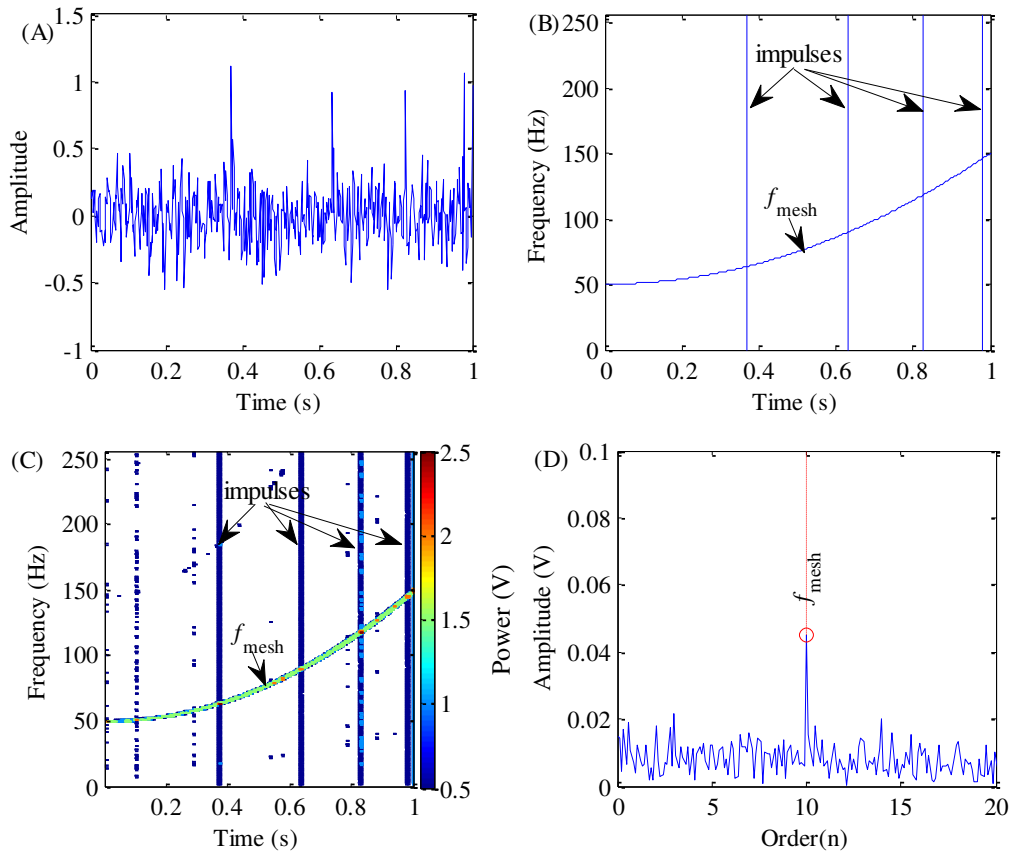 (A)
1.5
1
0.5
0
-0.5
-1
Amplitude
0 0.2 0.4 0.6 0.8 1
Time (s)
(B)
250
200
150
100
50
0
Frequency (Hz)
impulses
f mesh
0 0.2 0.4 0.6 0.8 1
Time (s)
(C)
250
200
150
100
50
0
Frequency (Hz)
impulses
f mesh
0.2 0.4 0.6 0.8 1
Time (s)
2.5
2
1.5
1
0.5
Power (V)
(D)
0.1
0.08
0.06
0.04
0.02
0
Amplitude (V)
f mesh
0 5 10 15 20
Order(n)